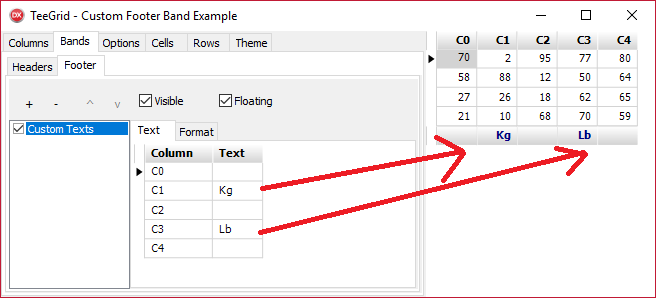 DX TeeGrid - Custom Footer Band Example
Columns Bands Options Cells Rows Theme
Headers Footer
+ - ^ v Visible Floating
Custom Texts
Text Format
Column Text
C0
C1 Kg
C2
C3 Lb
C4
C0 C1 C2 C3 C4
70 2 95 77 80
58 88 12 50 64
27 26 18 62 65
21 10 68 70 59
Kg Lb